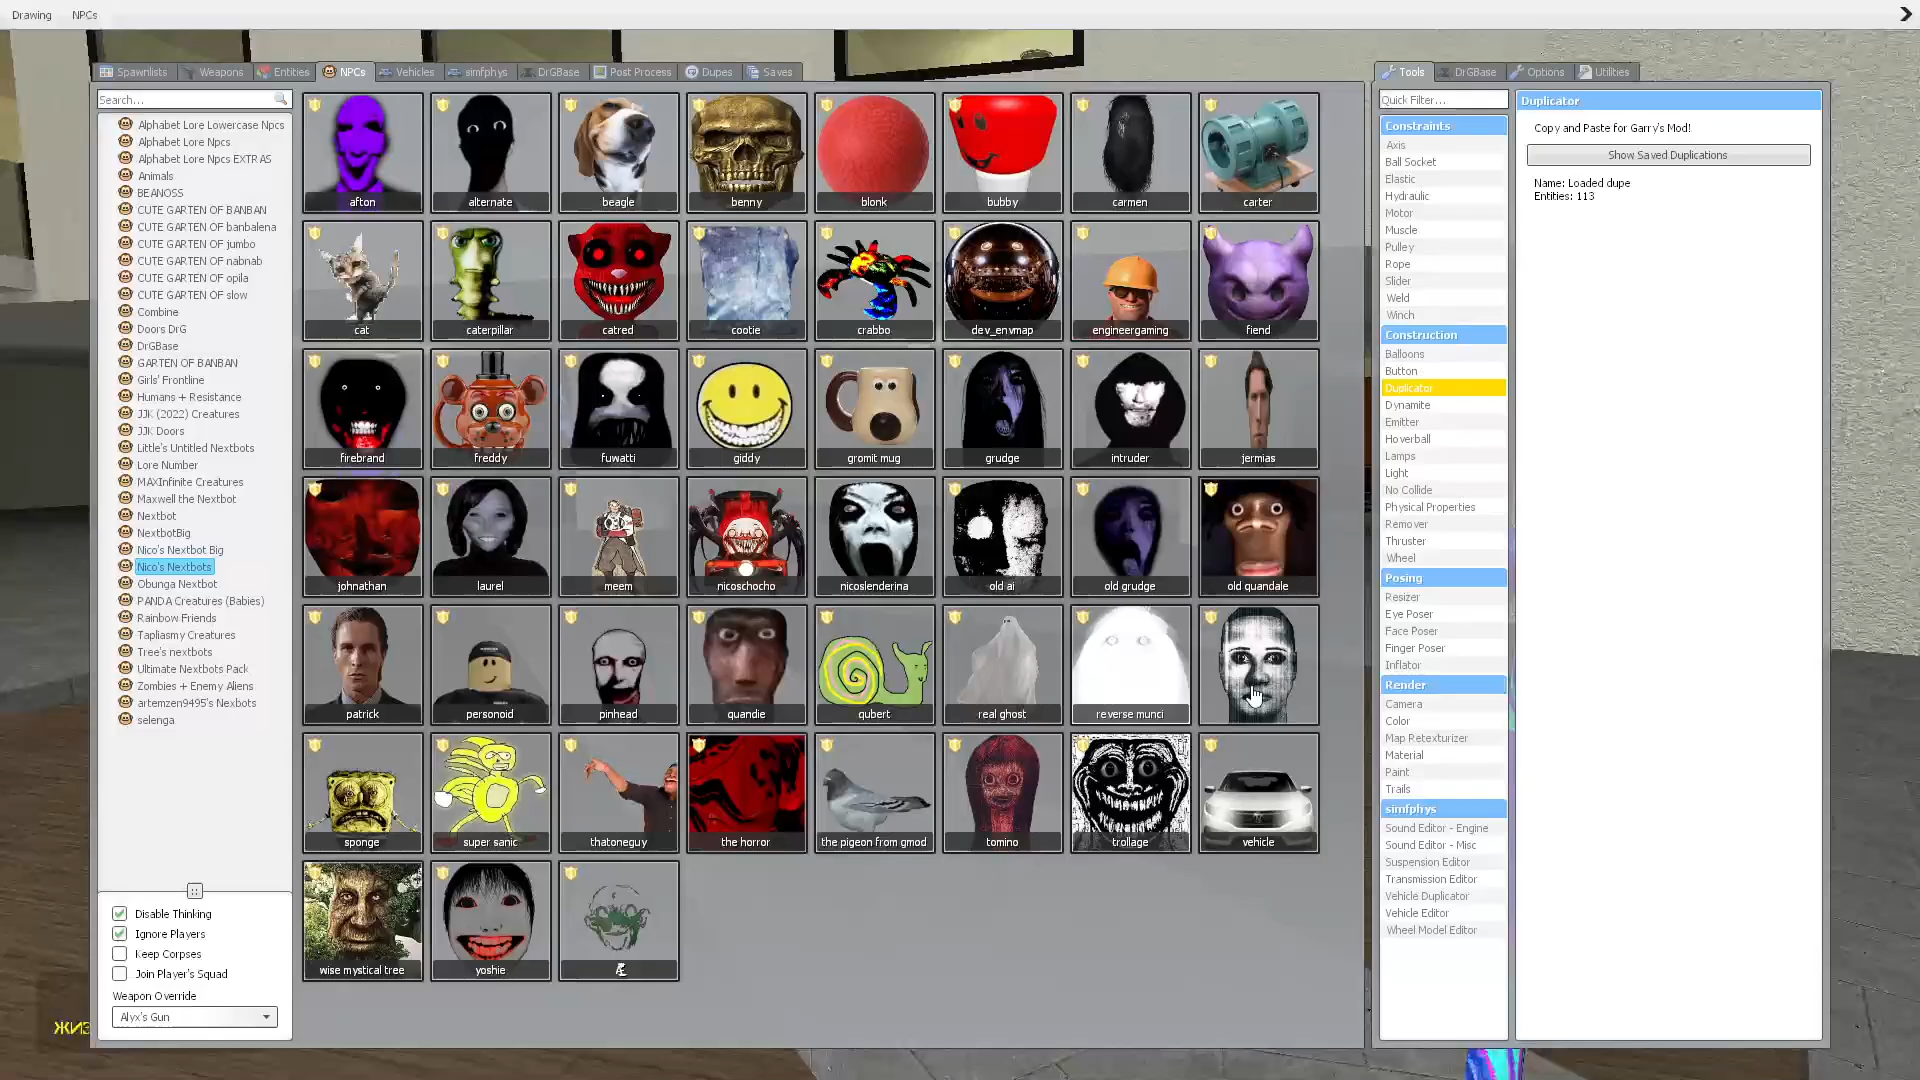 Drawing NPCs
Spawnlists Weapons Entities NPCs Vehicles simfphys DrGBase Post Process Dupes Saves
Search...
Alphabet Lore Lowercase Npcs
Alphabet Lore Npcs
Alphabet Lore Npcs EXTRAS
Animals
BEANOSS
CUTE GARTEN OF BANBAN
CUTE GARTEN OF banbalena
CUTE GARTEN OF jumbo
CUTE GARTEN OF nabnab
CUTE GARTEN OF opila
CUTE GARTEN OF slow
Combine
Doors DrG
DrGBase
GARTEN OF BANBAN
Girls' Frontline
Humans + Resistance
JJK (2022) Creatures
JJK Doors
Little's Untitled Nextbots
Lore Number
MAXInfinite Creatures
Maxwell the Nextbot
Nextbot
NextbotBig
Nico's Nextbot Big
Nico's Nextbots
Obunga Nextbot
PANDA Creatures (Babies)
Rainbow Friends
Tapliasmy Creatures
Tree's nextbots
Ultimate Nextbots Pack
Zombies + Enemy Aliens
artemzen9495's Nexbots
selenga
Disable Thinking
Ignore Players
Keep Corpses
Join Player's Squad
Weapon Override
Alyx's Gun
ЖИЗ
afton alternate beagle benny blonk bubby carmen carter
cat caterpillar catred cootie crabbo dev_envmap engineergaming fiend
firebrand freddy fuwatti giddy gromit mug grudge intruder jermias
johnathan laurel meem nicoschocho nicoslenderina old ai old grudge old quandale
patrick personoid pinhead quandie qubert real ghost reverse munci
sponge super sanic thatoneguy the horror the pigeon from gmod tomino trollage vehicle
wise mystical tree yoshie
Tools DrGBase Options Utilities
Quick Filter...
Constraints
Axis
Ball Socket
Elastic
Hydraulic
Motor
Muscle
Pulley
Rope
Slider
Weld
Winch
Construction
Balloons
Button
Duplicator
Dynamite
Emitter
Hoverball
Lamps
Light
No Collide
Physical Properties
Remover
Thruster
Wheel
Posing
Resizer
Eye Poser
Face Poser
Finger Poser
Inflator
Render
Camera
Color
Map Retexturizer
Material
Paint
Trails
simfphys
Sound Editor - Engine
Sound Editor - Misc
Suspension Editor
Transmission Editor
Vehicle Duplicator
Vehicle Editor
Wheel Model Editor
Duplicator
Copy and Paste for Garry's Mod!
Show Saved Duplications
Name: Loaded dupe
Entities: 113